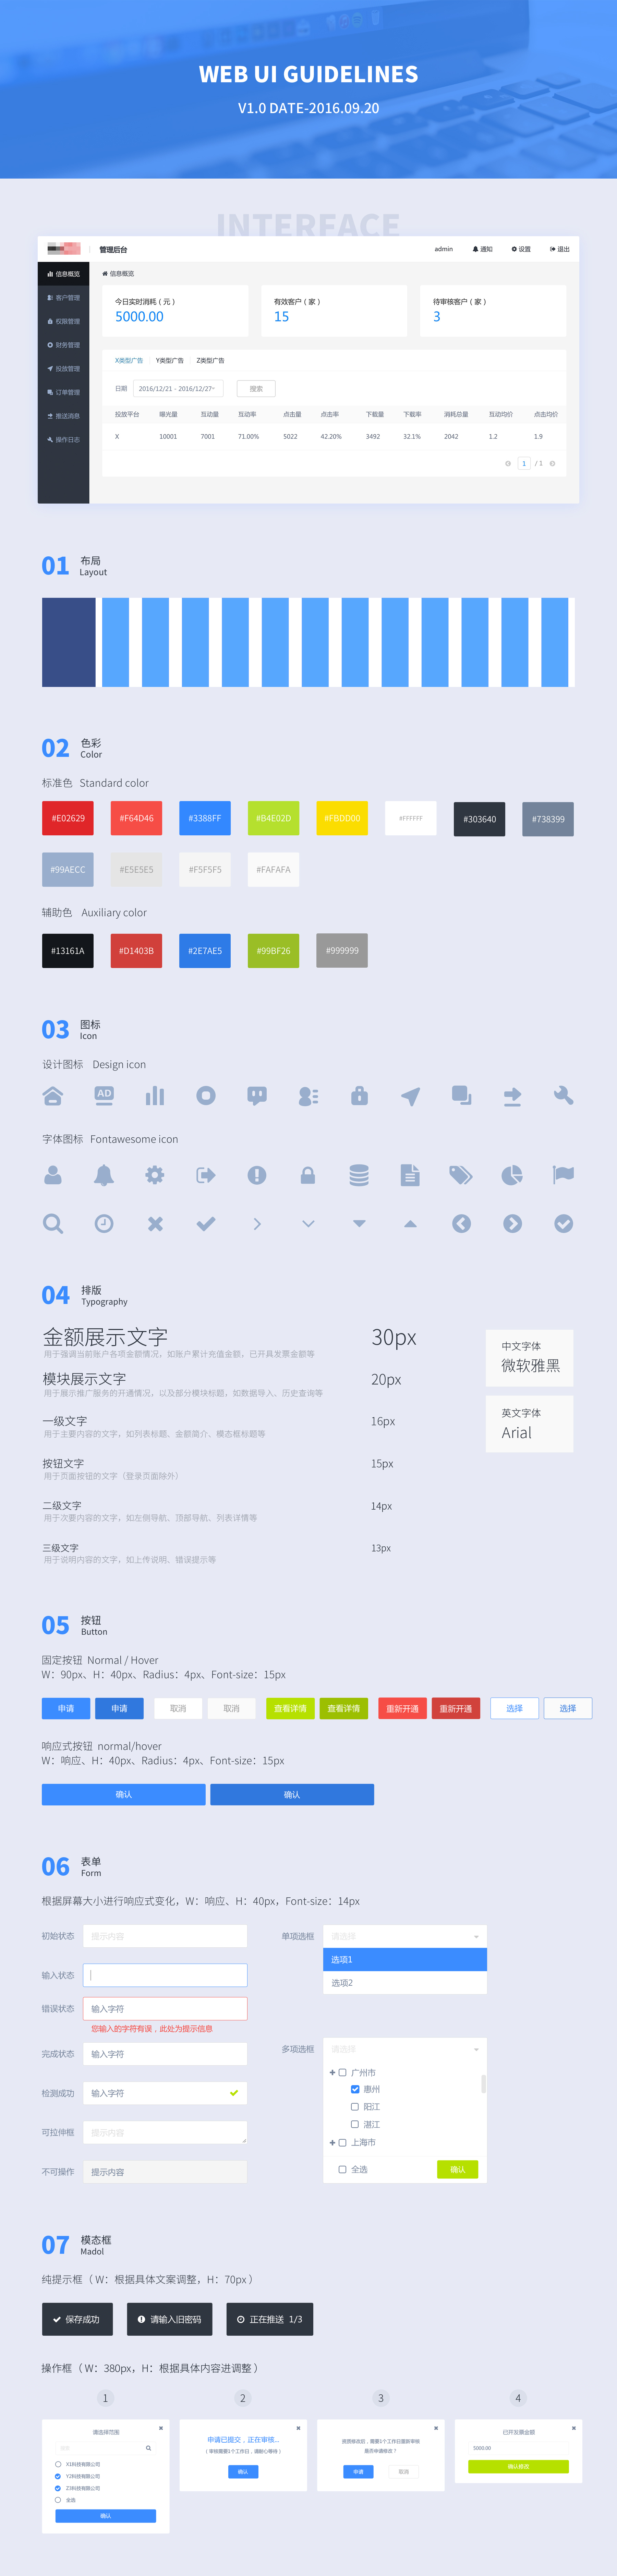 WEB UI GUIDELINES
V1.0 DATE-2016.09.20
INTERFACE
管理后台
admin 通知 设置 退出
信息概览
客户管理
权限管理
财务管理
投放管理
订单管理
推送消息
操作日志
信息概览
今日实时消耗（元） 有效客户（家） 待审核客户（家）
5000.00 15 3
X类型广告 Y类型广告 Z类型广告
日期 2016/12/21 - 2016/12/27 搜索
投放平台 曝光量 互动量 互动率 点击量 点击率 下载量 下载率 消耗总量 互动均价 点击均价
X 10001 7001 71.00% 5022 42.20% 3492 32.1% 2042 1.2 1.9
1 / 1
01 布局
Layout
02 色彩
Color
标准色 Standard color
#E02629 #F64D46 #3388FF #B4E02D #FBDD00 #FFFFFF #303640 #738399
#99AECC #E5E5E5 #F5F5F5 #FAFAFA
辅助色 Auxiliary color
#13161A #D1403B #2E7AE5 #99BF26 #999999
03 图标
Icon
设计图标 Design icon
AD
字体图标 Fontawesome icon
04 排版
Typography
金额展示文字 30px
用于强调当前账户各项金额情况，如账户累计充值金额，已开具发票金额等
模块展示文字 20px
用于展示推广服务的开通情况，以及部分模块标题，如数据导入、历史查询等
一级文字 16px
用于主要内容的文字，如列表标题、金额简介、模态框标题等
按钮文字 15px
用于页面按钮的文字（登录页面除外）
二级文字 14px
用于次要内容的文字，如左侧导航、顶部导航、列表详情等
三级文字 13px
用于说明内容的文字，如上传说明、错误提示等
中文字体
微软雅黑
英文字体
Arial
05 按钮
Button
固定按钮 Normal / Hover
W：90px、H：40px、Radius：4px、Font-size：15px
申请 申请 取消 取消 查看详情 查看详情 重新开通 重新开通 选择 选择
响应式按钮 normal/hover
W：响应、H：40px、Radius：4px、Font-size：15px
确认 确认
06 表单
Form
根据屏幕大小进行响应式变化，W：响应、H：40px，Font-size：14px
初始状态 提示内容
输入状态
错误状态 输入字符
您输入的字符有误，此处为提示信息
完成状态 输入字符
检测成功 输入字符
可拉伸框 提示内容
不可操作 提示内容
单项选框 请选择
选项1
选项2
多项选框 请选择
广州市
惠州
阳江
湛江
上海市
全选 确认
07 模态框
Madol
纯提示框（ W：根据具体文案调整，H：70px ）
保存成功 请输入旧密码 正在推送 1/3
操作框（ W：380px，H：根据具体内容进调整 ）
1 2 3 4
请选择范围
X1科技有限公司
Y2科技有限公司
Z3科技有限公司
全选
确认
申请已提交，正在审核...
（审核需要1个工作日，请耐心等待）
确认
资质修改后，需要1个工作日重新审核
是否申请修改？
申请 取消
已开发票金额
5000.00
确认修改